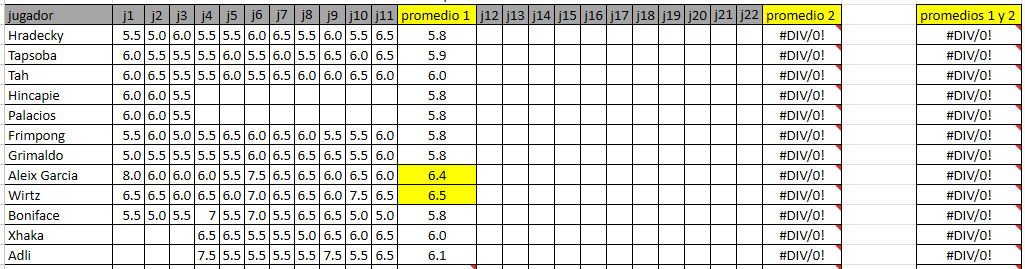 jugador j1 j2 j3 j4 j5 j6 j7 j8 j9 j10 j11 promedio 1 j12 j13 j14 j15 j16 j17 j18 j19 j20 j21 j22 promedio 2 promedios 1 y 2
Hradecky 5.5 5.0 6.0 5.5 5.5 6.0 6.5 5.5 6.0 5.5 6.5 5.8 #DIV/0! #DIV/0!
Tapsoba 6.0 5.5 5.5 5.5 6.0 5.5 6.0 5.5 6.5 6.0 6.5 5.9 #DIV/0! #DIV/0!
Tah 6.0 6.5 5.5 5.5 6.0 5.5 6.5 6.0 6.0 6.5 6.5 6.0 #DIV/0! #DIV/0!
Hincapie 6.0 6.0 5.5 5.8 #DIV/0! #DIV/0!
Palacios 6.0 6.0 5.5 5.8 #DIV/0! #DIV/0!
Frimpong 5.5 6.0 5.0 5.5 6.5 6.0 6.5 6.0 5.5 5.5 6.0 5.8 #DIV/0! #DIV/0!
Grimaldo 5.0 5.5 5.5 5.5 5.5 6.0 6.5 6.5 6.5 5.5 6.0 5.8 #DIV/0! #DIV/0!
Aleix Garcia 8.0 6.0 6.0 6.0 5.5 7.5 6.5 6.5 6.0 6.5 6.0 6.4 #DIV/0! #DIV/0!
Wirtz 6.5 6.5 6.0 6.5 6.0 7.0 6.5 6.0 6.0 7.5 6.5 6.5 #DIV/0! #DIV/0!
Boniface 5.5 5.0 5.5 7 5.5 7.0 5.5 6.5 6.5 5.0 5.0 5.8 #DIV/0! #DIV/0!
Xhaka 6.5 6.5 5.5 5.5 5.0 6.5 6.0 6.5 6.0 #DIV/0! #DIV/0!
Adli 7.5 5.5 5.5 5.5 5.5 7.5 5.5 6.5 6.1 #DIV/0! #DIV/0!